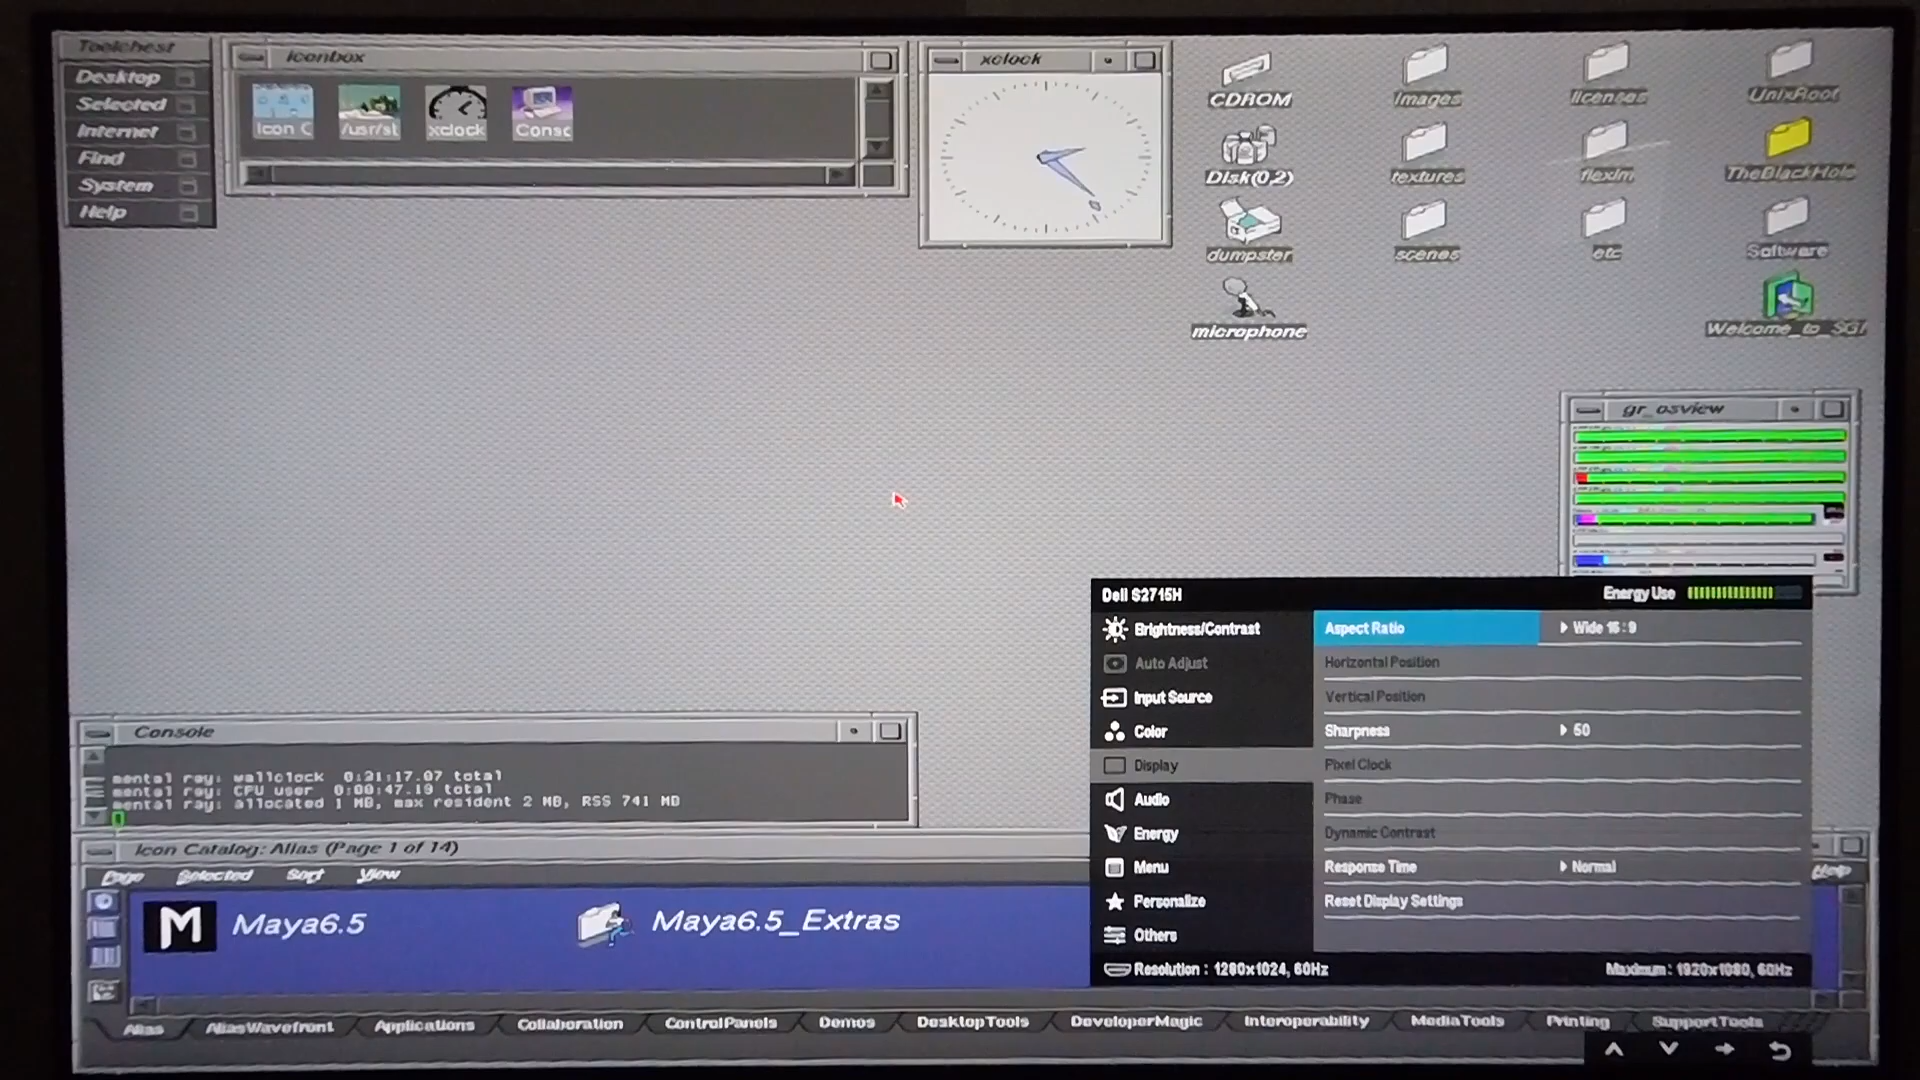 Toolchest
Desktop
Selected
Internet
Find
System
Help
iconbox
Icon C
/usr/st
xclock
Consc
xclock
CDROM
images
licenses
UnixRoot
Disk(0,2)
textures
flexlm
TheBlackHole
dumpster
scenes
etc
Software
microphone
Welcome_to_SGI
gr_osview
Dell S2715H
Energy Use
Brightness/Contrast
Aspect Ratio
Wide 16:9
Auto Adjust
Horizontal Position
Input Source
Vertical Position
Color
Sharpness
50
Display
Pixel Clock
Audio
Phase
Energy
Dynamic Contrast
Menu
Response Time
Normal
Personalize
Reset Display Settings
Others
Resolution : 1280x1024, 60Hz
Maximum: 1920x1080, 60Hz
Console
mental ray: wallclock  0:31:17.07 total
mental ray: CPU user  0:00:47.19 total
mental ray: allocated 1 MB, max resident 2 MB, RSS 741 MB
Icon Catalog: Alias (Page 1 of 14)
Page
Selected
Sort
View
Help
M
Maya6.5
Maya6.5_Extras
Alias
AliasWavefront
Applications
Collaboration
ControlPanels
Demos
DesktopTools
DeveloperMagic
Interoperability
MediaTools
Printing
SupportTools